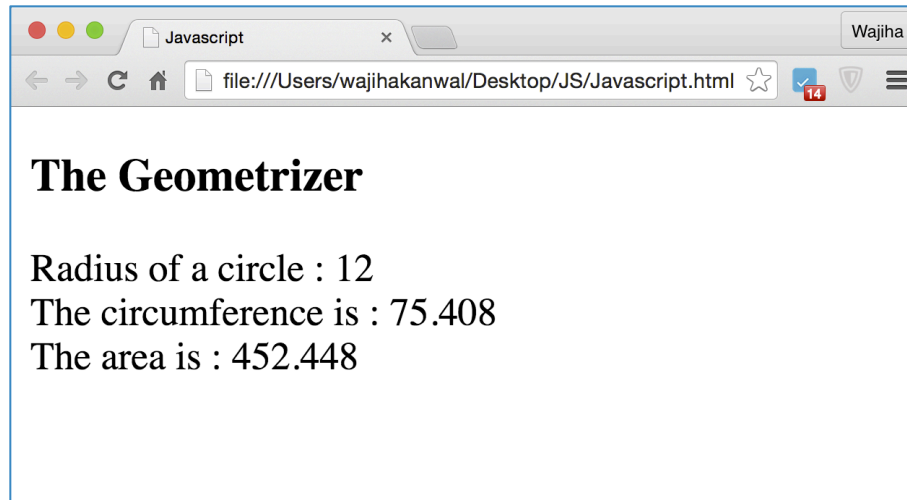 Javascript
Wajiha
file:///Users/wajihakanwal/Desktop/JS/Javascript.html
14
The Geometrizer
Radius of a circle : 12
The circumference is : 75.408
The area is : 452.448